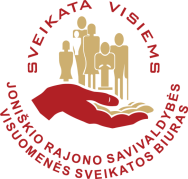 SVEIKATA VISIEMS
JONIŠKIO RAJONO SAVIVALDYBĖS
VISUOMENĖS SVEIKATOS BIURAS